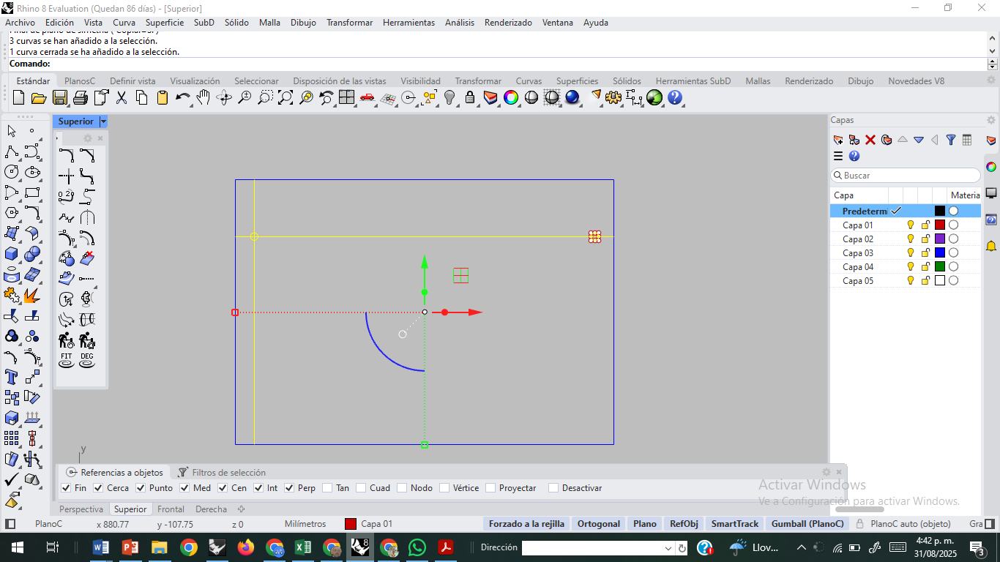 Rhino 8 Evaluation (Quedan 86 días) - [Superior]
Archivo Edición Vista Curva Superficie SubD Sólido Malla Dibujo Transformar Herramientas Análisis Renderizado Ventana Ayuda
3 curvas se han añadido a la selección.
1 curva cerrada se ha añadido a la selección.
Comando:
Estándar PlanosC Definir vista Visualización Seleccionar Disposición de las vistas Visibilidad Transformar Curvas Superficies Sólidos Herramientas SubD Mallas Renderizado Dibujo Novedades V8
Superior
Capas
Buscar
Capa Materia
Predetermi
Capa 01
Capa 02
Capa 03
Capa 04
Capa 05
FIT DEG
y
Referencias a objetos Filtros de selección
Fin Cerca Punto Med Cen Int Perp Tan Cuad Nodo Vértice Proyectar Desactivar
Activar Windows
Ve a Configuración para activar Windows.
Perspectiva Superior Frontal Derecha
PlanoC x 880.77 y -107.75 z 0 Milímetros Capa 01 Forzado a la rejilla Ortogonal Plano RefObj SmartTrack Gumball (PlanoC) PlanoC auto (objeto) Gra
Dirección Llov... 4:42 p. m.
31/08/2025
3